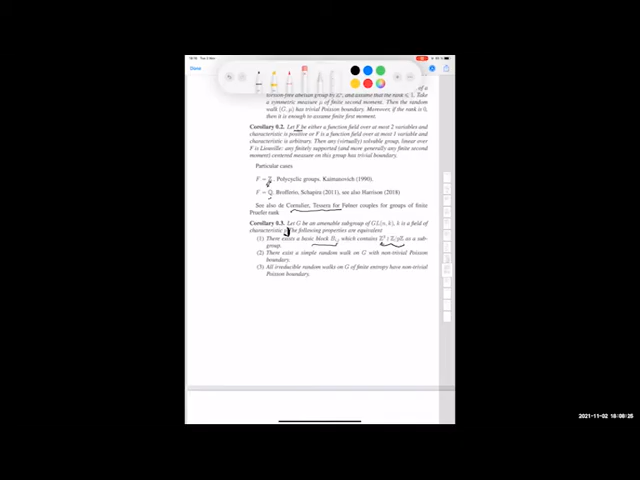 Done
of a
torsion-free abelian group by Z^d, and assume that the rank is 1. Take
a symmetric measure μ of finite second moment. Then the random
walk (G, μ) has trivial Poisson boundary. Moreover, if the rank is 0,
then it is enough to assume finite first moment.
Corollary 0.2. Let F be either a function field over at most 2 variables and
characteristic is positive or F is a function field over at most 1 variable and
characteristic is arbitrary. Then any (virtually) solvable group, linear over
F is Liouville: any finitely supported (and more generally any finite second
moment) centered measure on this group has trivial boundary.
Particular cases
F = Z, Polycyclic groups, Kaimanovich (1990),
F = Q, Brofferio, Schapira (2011), see also Harrison (2018)
See also de Cornulier, Tessera for Følner couples for groups of finite
Pruefer rank
Corollary 0.3. Let G be an amenable subgroup of GL(n, k), k is a field of
characteristic The following properties are equivalent
(1) There exists a basic block which contains as a sub-
group.
(2) There exist a simple random walk on G with non-trivial Poisson
boundary.
(3) All irreducible random walks on G of finite entropy have non-trivial
Poisson boundary.
2021-11-02 18:08:25